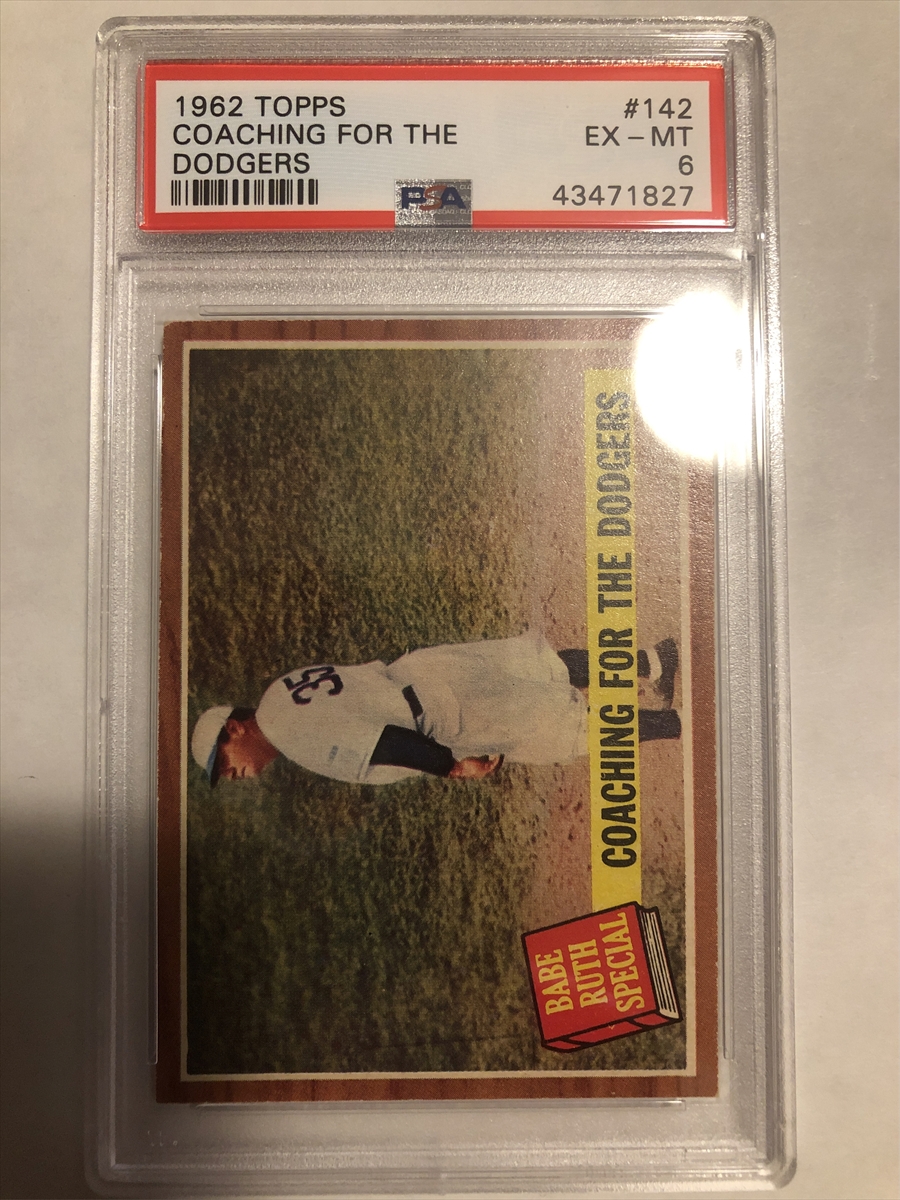 1962 TOPPS #142
COACHING FOR THE EX - MT
DODGERS 6
43471827
PSA
35
COACHING FOR THE DODGERS
BABE
RUTH
SPECIAL